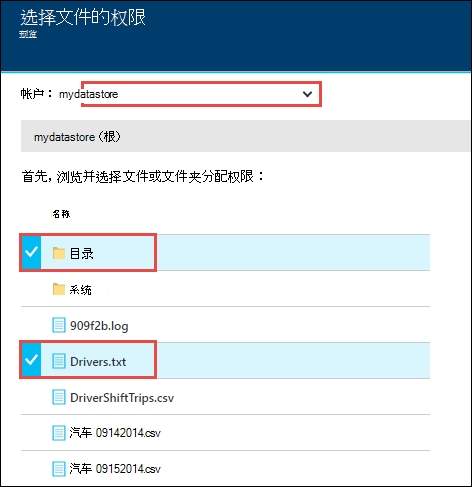 选择文件的权限
预览
帐户： mydatastore
mydatastore (根)
首先，浏览并选择文件或文件夹分配权限：
名称
目录
系统
909f2b.log
Drivers.txt
DriverShiftTrips.csv
汽车 09142014.csv
汽车 09152014.csv